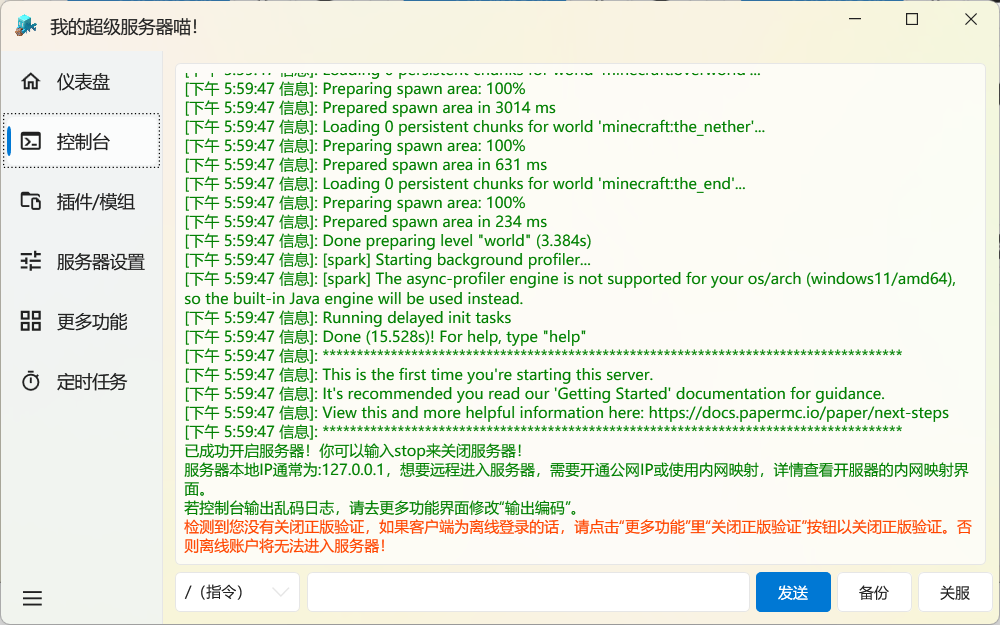 我的超级服务器喵！
仪表盘
控制台
插件/模组
服务器设置
更多功能
定时任务
[下午 5:59:47 信息]: Loading 0 persistent chunks for world 'minecraft:overworld'...
[下午 5:59:47 信息]: Preparing spawn area: 100%
[下午 5:59:47 信息]: Prepared spawn area in 3014 ms
[下午 5:59:47 信息]: Loading 0 persistent chunks for world 'minecraft:the_nether'...
[下午 5:59:47 信息]: Preparing spawn area: 100%
[下午 5:59:47 信息]: Prepared spawn area in 631 ms
[下午 5:59:47 信息]: Loading 0 persistent chunks for world 'minecraft:the_end'...
[下午 5:59:47 信息]: Preparing spawn area: 100%
[下午 5:59:47 信息]: Prepared spawn area in 234 ms
[下午 5:59:47 信息]: Done preparing level "world" (3.384s)
[下午 5:59:47 信息]: [spark] Starting background profiler...
[下午 5:59:47 信息]: [spark] The async-profiler engine is not supported for your os/arch (windows11/amd64),
so the built-in Java engine will be used instead.
[下午 5:59:47 信息]: Running delayed init tasks
[下午 5:59:47 信息]: Done (15.528s)! For help, type "help"
[下午 5:59:47 信息]: *************************************************************************************
[下午 5:59:47 信息]: This is the first time you're starting this server.
[下午 5:59:47 信息]: It's recommended you read our 'Getting Started' documentation for guidance.
[下午 5:59:47 信息]: View this and more helpful information here: https://docs.papermc.io/paper/next-steps
[下午 5:59:47 信息]: *************************************************************************************
已成功开启服务器！你可以输入stop来关闭服务器！
服务器本地IP通常为:127.0.0.1，想要远程进入服务器，需要开通公网IP或使用内网映射，详情查看开服器的内网映射界
面。
若控制台输出乱码日志，请去更多功能界面修改“输出编码”。
检测到您没有关闭正版验证，如果客户端为离线登录的话，请点击“更多功能”里“关闭正版验证”按钮以关闭正版验证。否
则离线账户将无法进入服务器！
/（指令）
发送
备份
关服